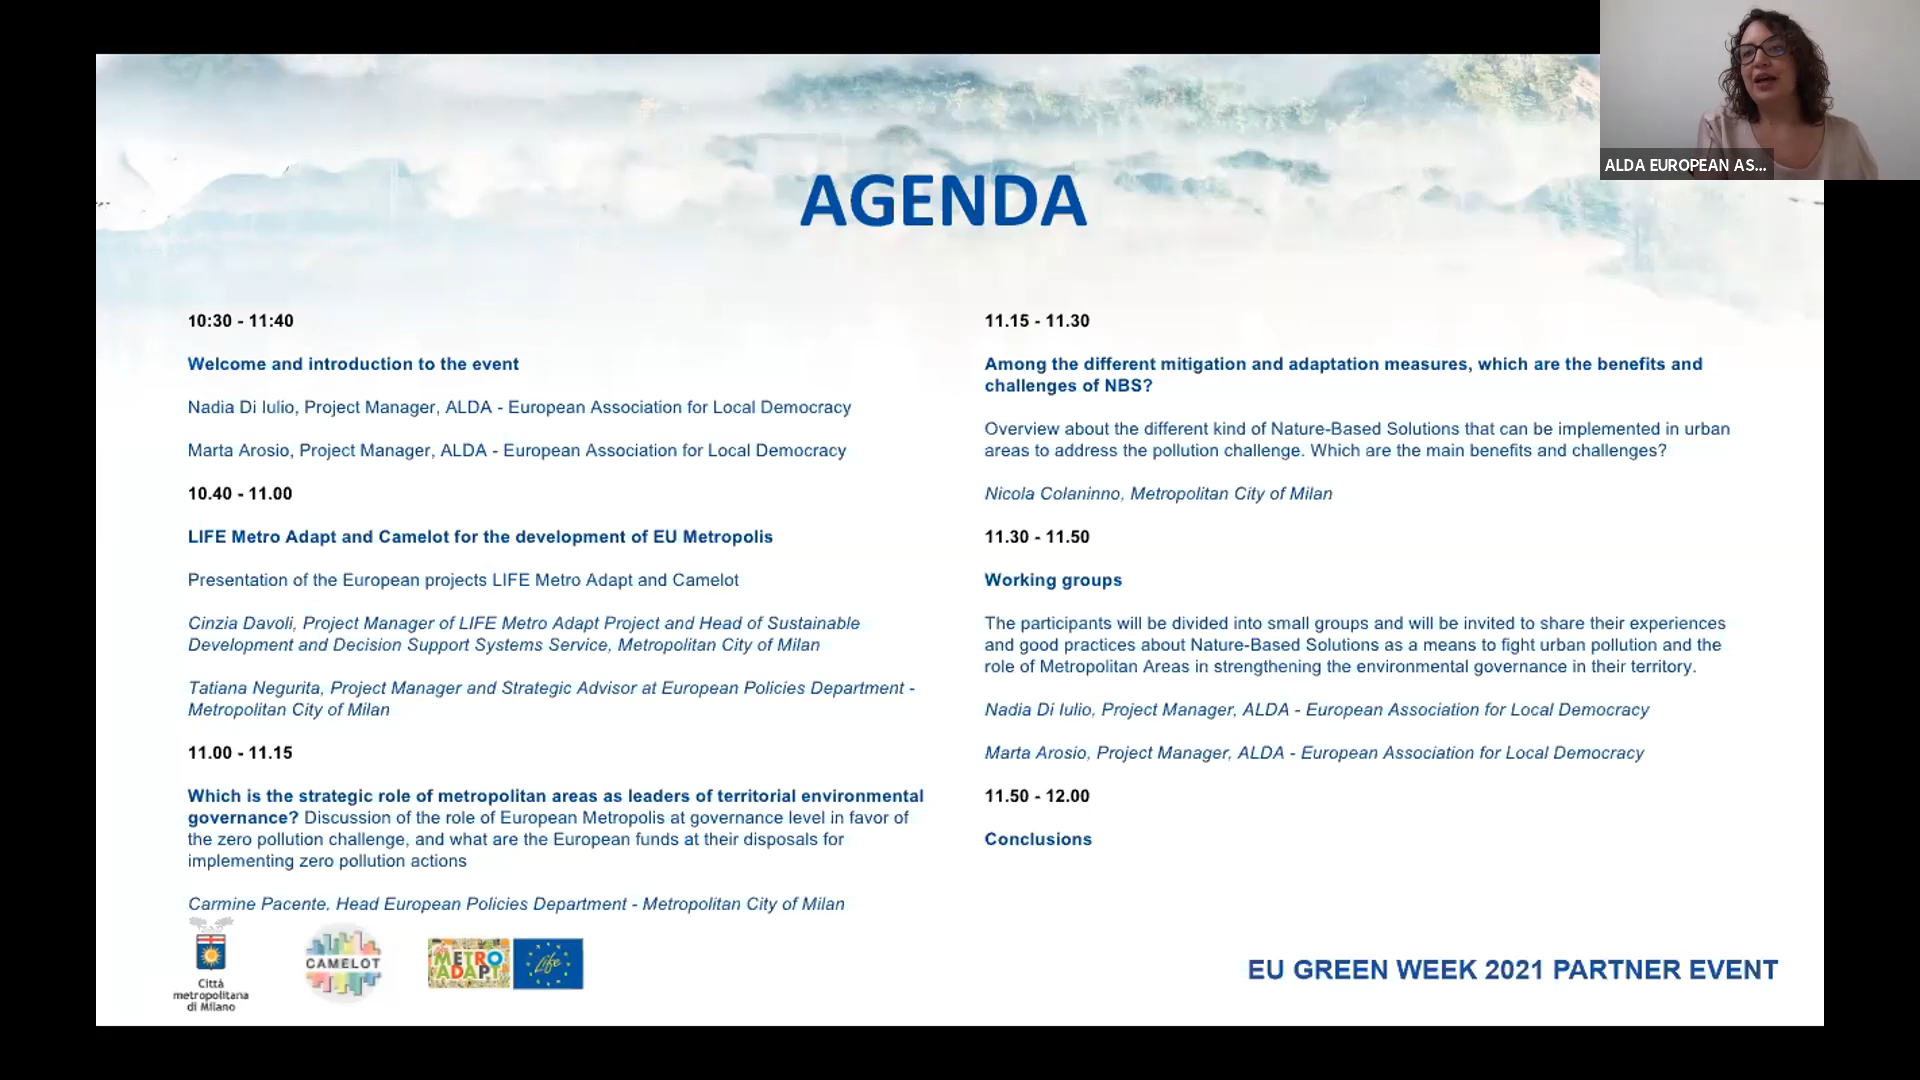 AGENDA
10:30 - 11:40
Welcome and introduction to the event
Nadia Di Iulio, Project Manager, ALDA - European Association for Local Democracy
Marta Arosio, Project Manager, ALDA - European Association for Local Democracy
10.40 - 11.00
LIFE Metro Adapt and Camelot for the development of EU Metropolis
Presentation of the European projects LIFE Metro Adapt and Camelot
Cinzia Davoli, Project Manager of LIFE Metro Adapt Project and Head of Sustainable
Development and Decision Support Systems Service, Metropolitan City of Milan
Tatiana Negurita, Project Manager and Strategic Advisor at European Policies Department -
Metropolitan City of Milan
11.00 - 11.15
Which is the strategic role of metropolitan areas as leaders of territorial environmental
governance? Discussion of the role of European Metropolis at governance level in favor of
the zero pollution challenge, and what are the European funds at their disposals for
implementing zero pollution actions
Carmine Pacente, Head European Policies Department - Metropolitan City of Milan
11.15 - 11.30
Among the different mitigation and adaptation measures, which are the benefits and
challenges of NBS?
Overview about the different kind of Nature-Based Solutions that can be implemented in urban
areas to address the pollution challenge. Which are the main benefits and challenges?
Nicola Colaninno, Metropolitan City of Milan
11.30 - 11.50
Working groups
The participants will be divided into small groups and will be invited to share their experiences
and good practices about Nature-Based Solutions as a means to fight urban pollution and the
role of Metropolitan Areas in strengthening the environmental governance in their territory.
Nadia Di Iulio, Project Manager, ALDA - European Association for Local Democracy
Marta Arosio, Project Manager, ALDA - European Association for Local Democracy
11.50 - 12.00
Conclusions
Città
metropolitana
di Milano
CAMELOT
METRO
ADAPT
Life
EU GREEN WEEK 2021 PARTNER EVENT
ALDA EUROPEAN AS...